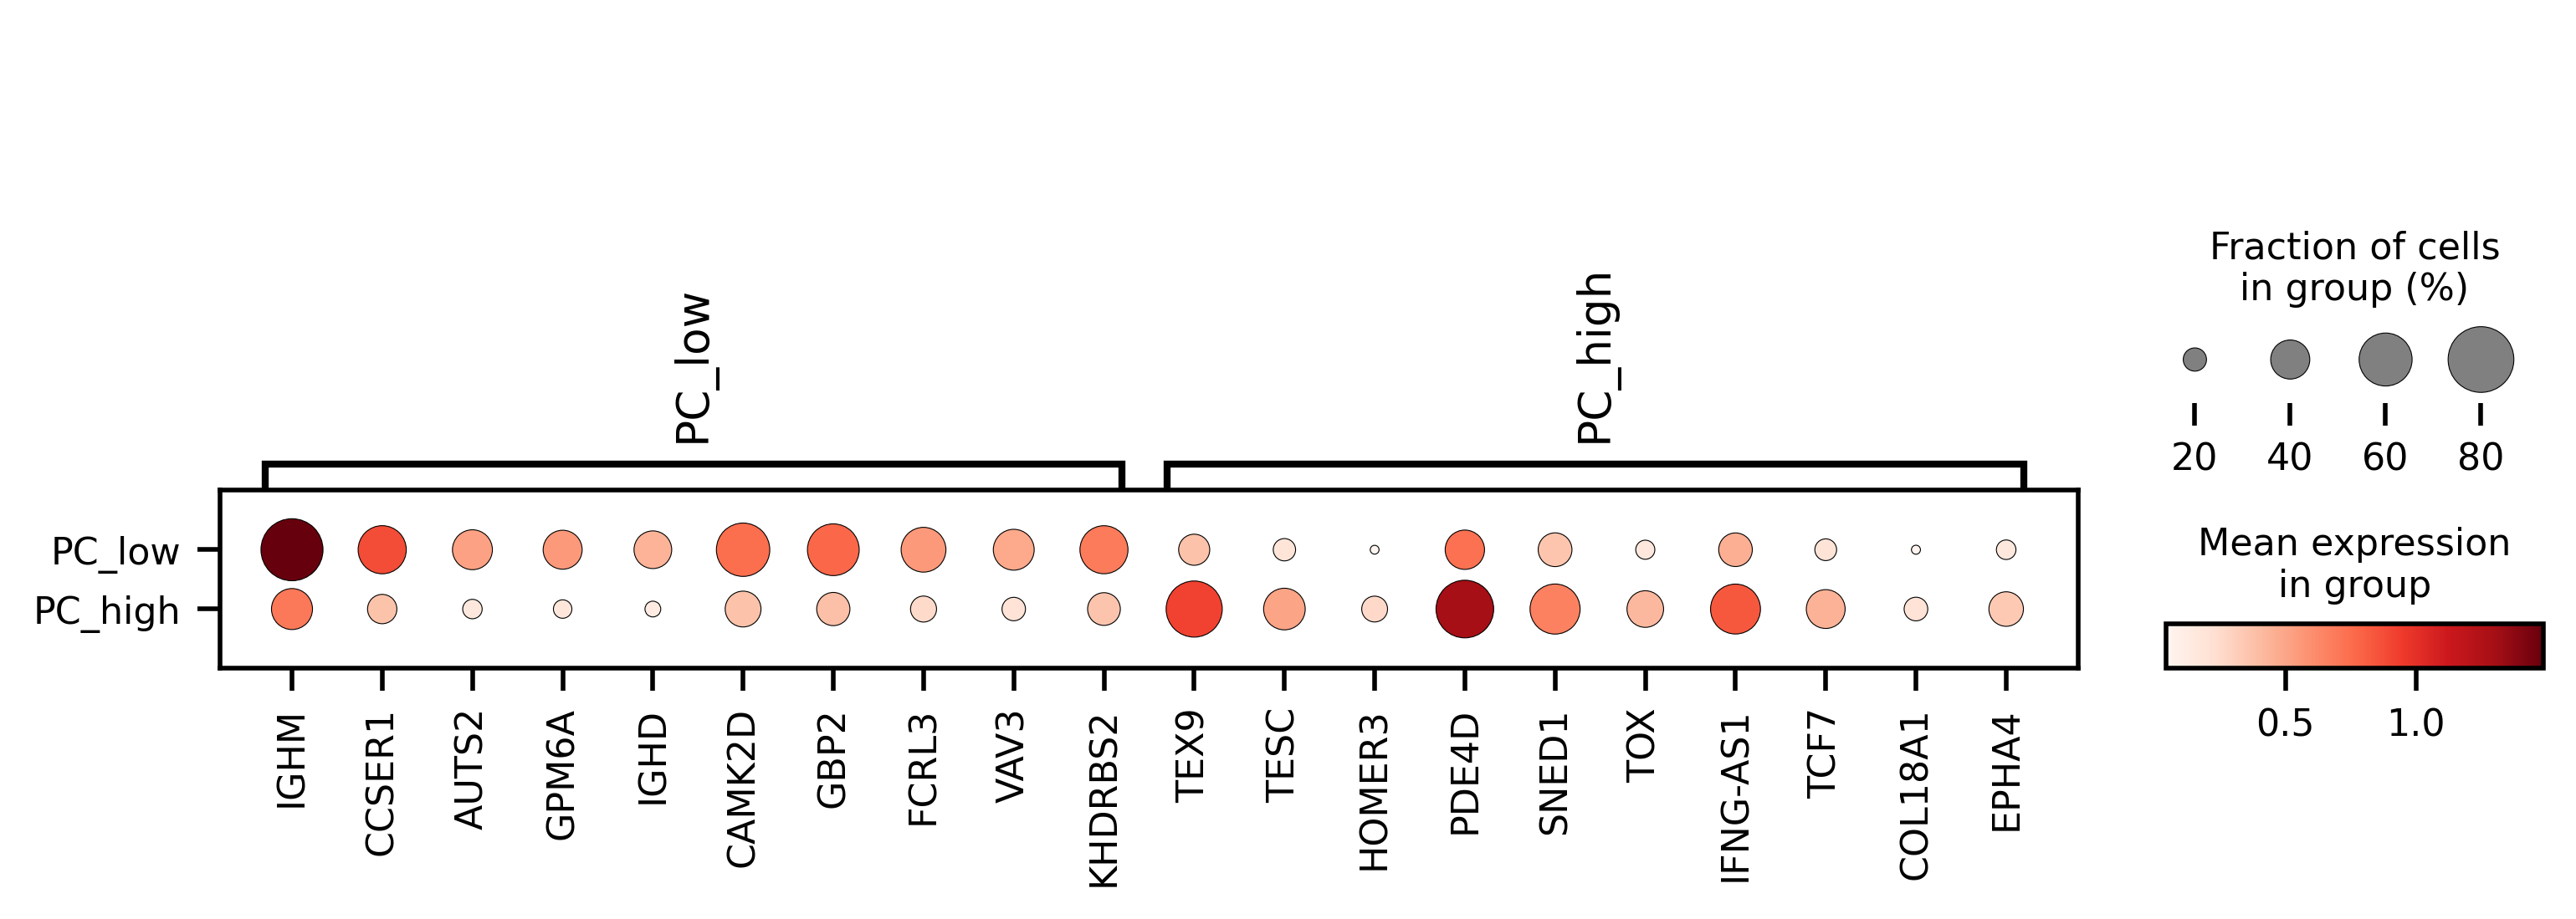 PC_low
PC_high
PC_low
PC_high
IGHM
CCSER1
AUTS2
GPM6A
IGHD
CAMK2D
GBP2
FCRL3
VAV3
KHDRBS2
TEX9
TESC
HOMER3
PDE4D
SNED1
TOX
IFNG-AS1
TCF7
COL18A1
EPHA4
Fraction of cells
in group (%)
20 40 60 80
Mean expression
in group
0.5 1.0